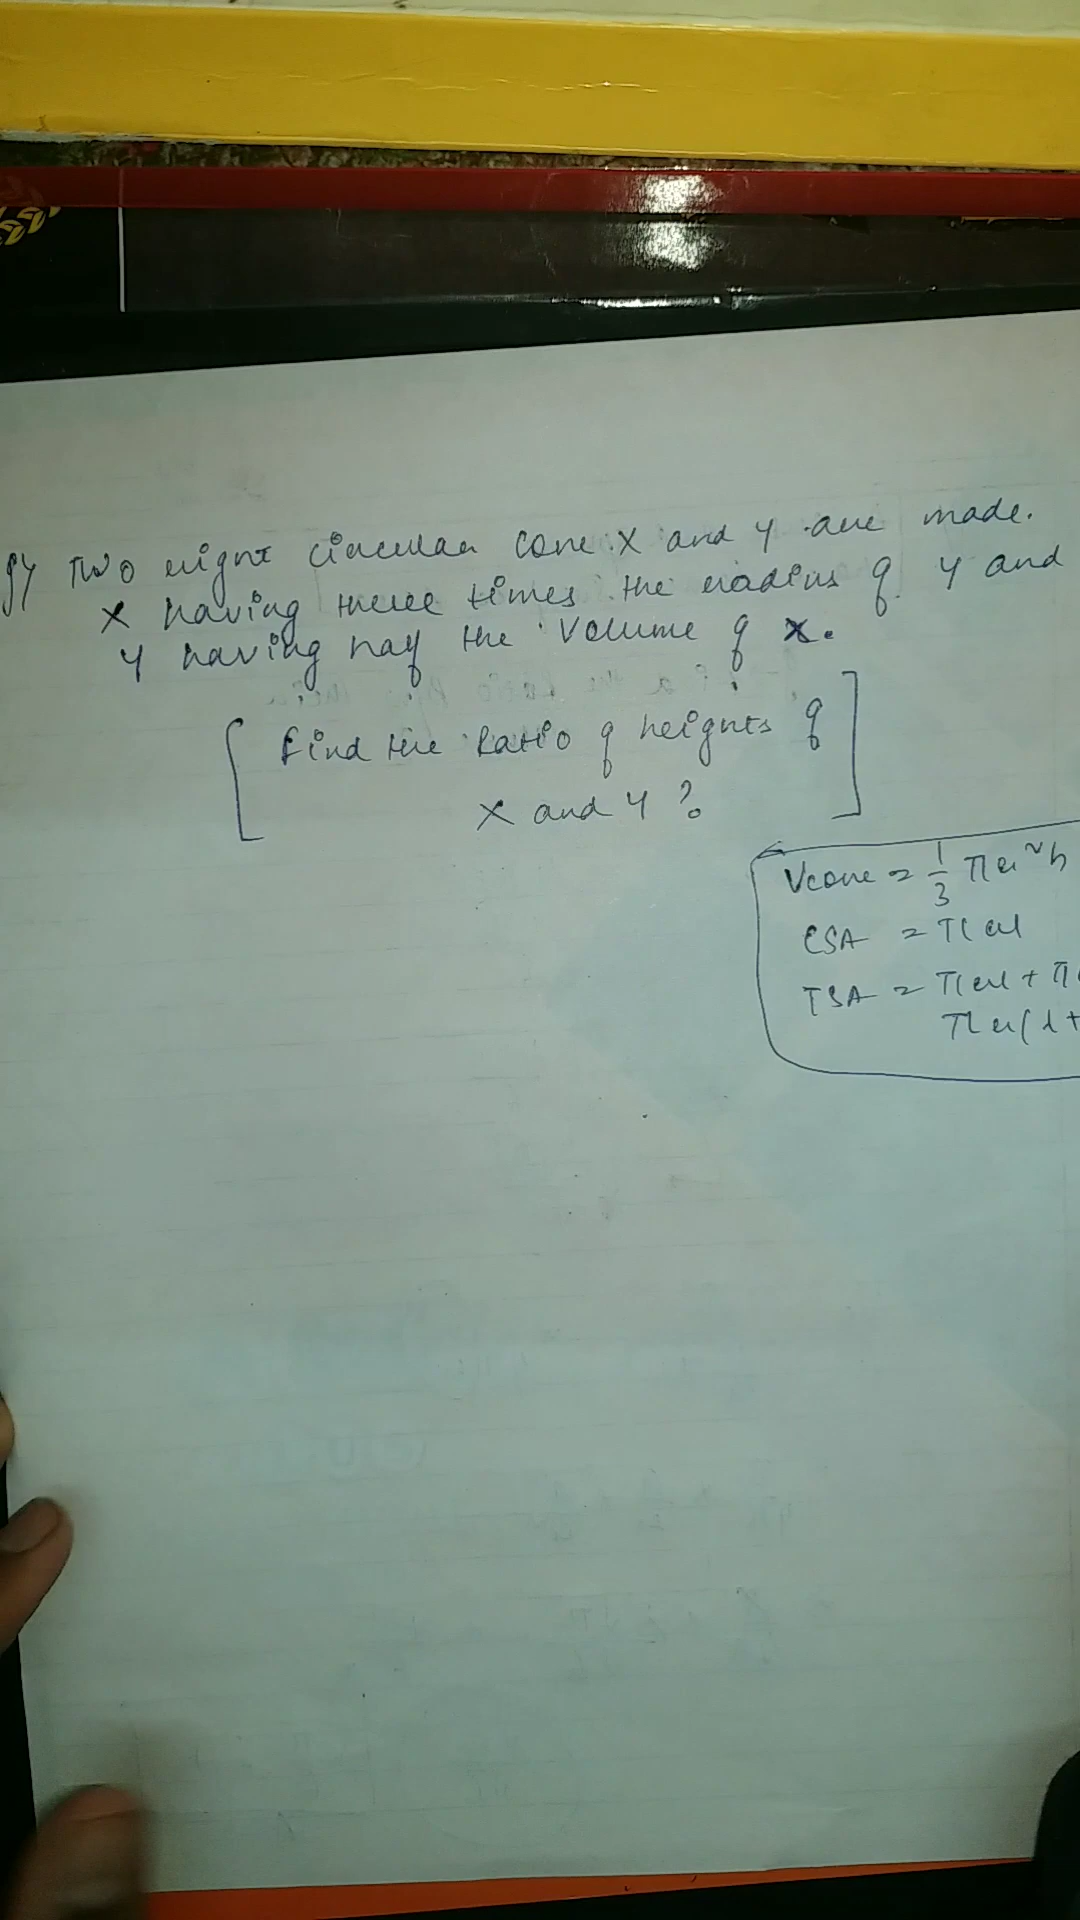 Two right circular cone X and Y are made.
X having three times the radius of Y and
Y having half the volume of X.
Find the Ratio of heights of
X and Y ?
Vcone = 1/3 πr²h
CSA = πrl
TSA = πrl + π
πr(l+